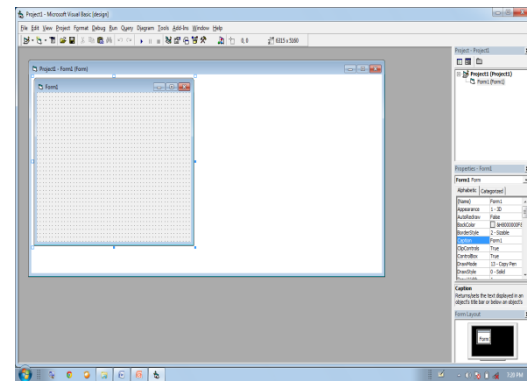 Project1 - Microsoft Visual Basic [design]
File Edit View Project Format Debug Run Query Diagram Tools Add-Ins Window Help
0, 0 6315 x 5160
Project1 - Form1 (Form)
Form1
Project - Project1
Project1 (Project1)
Form1 (Form1)
Properties - Form1
Form1 Form
Alphabetic Categorized
(Name) Form1
Appearance 1 - 3D
AutoRedraw False
BackColor
BorderStyle 2 - Sizable
Caption Form1
ClipControls True
ControlBox True
DrawMode 13 - Copy Pen
DrawStyle 0 - Solid
Caption
Returns/sets the text displayed in an
object's title bar or below an object's
Form Layout
Form